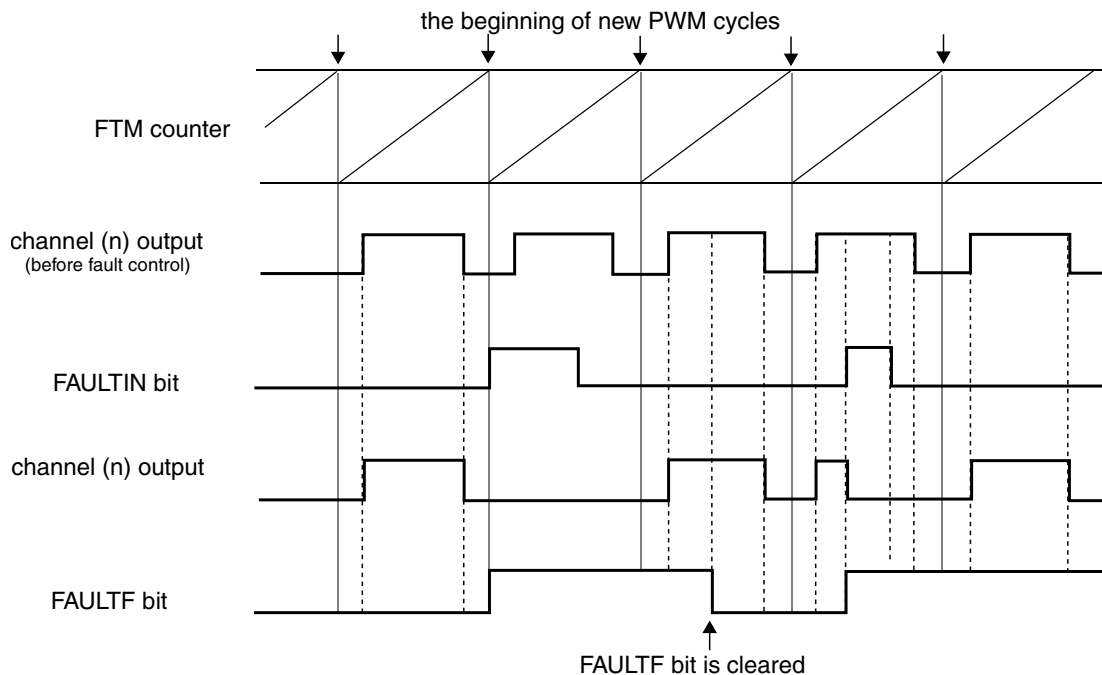 the beginning of new PWM cycles
FTM counter
channel (n) output
(before fault control)
FAULTIN bit
channel (n) output
FAULTF bit
FAULTF bit is cleared